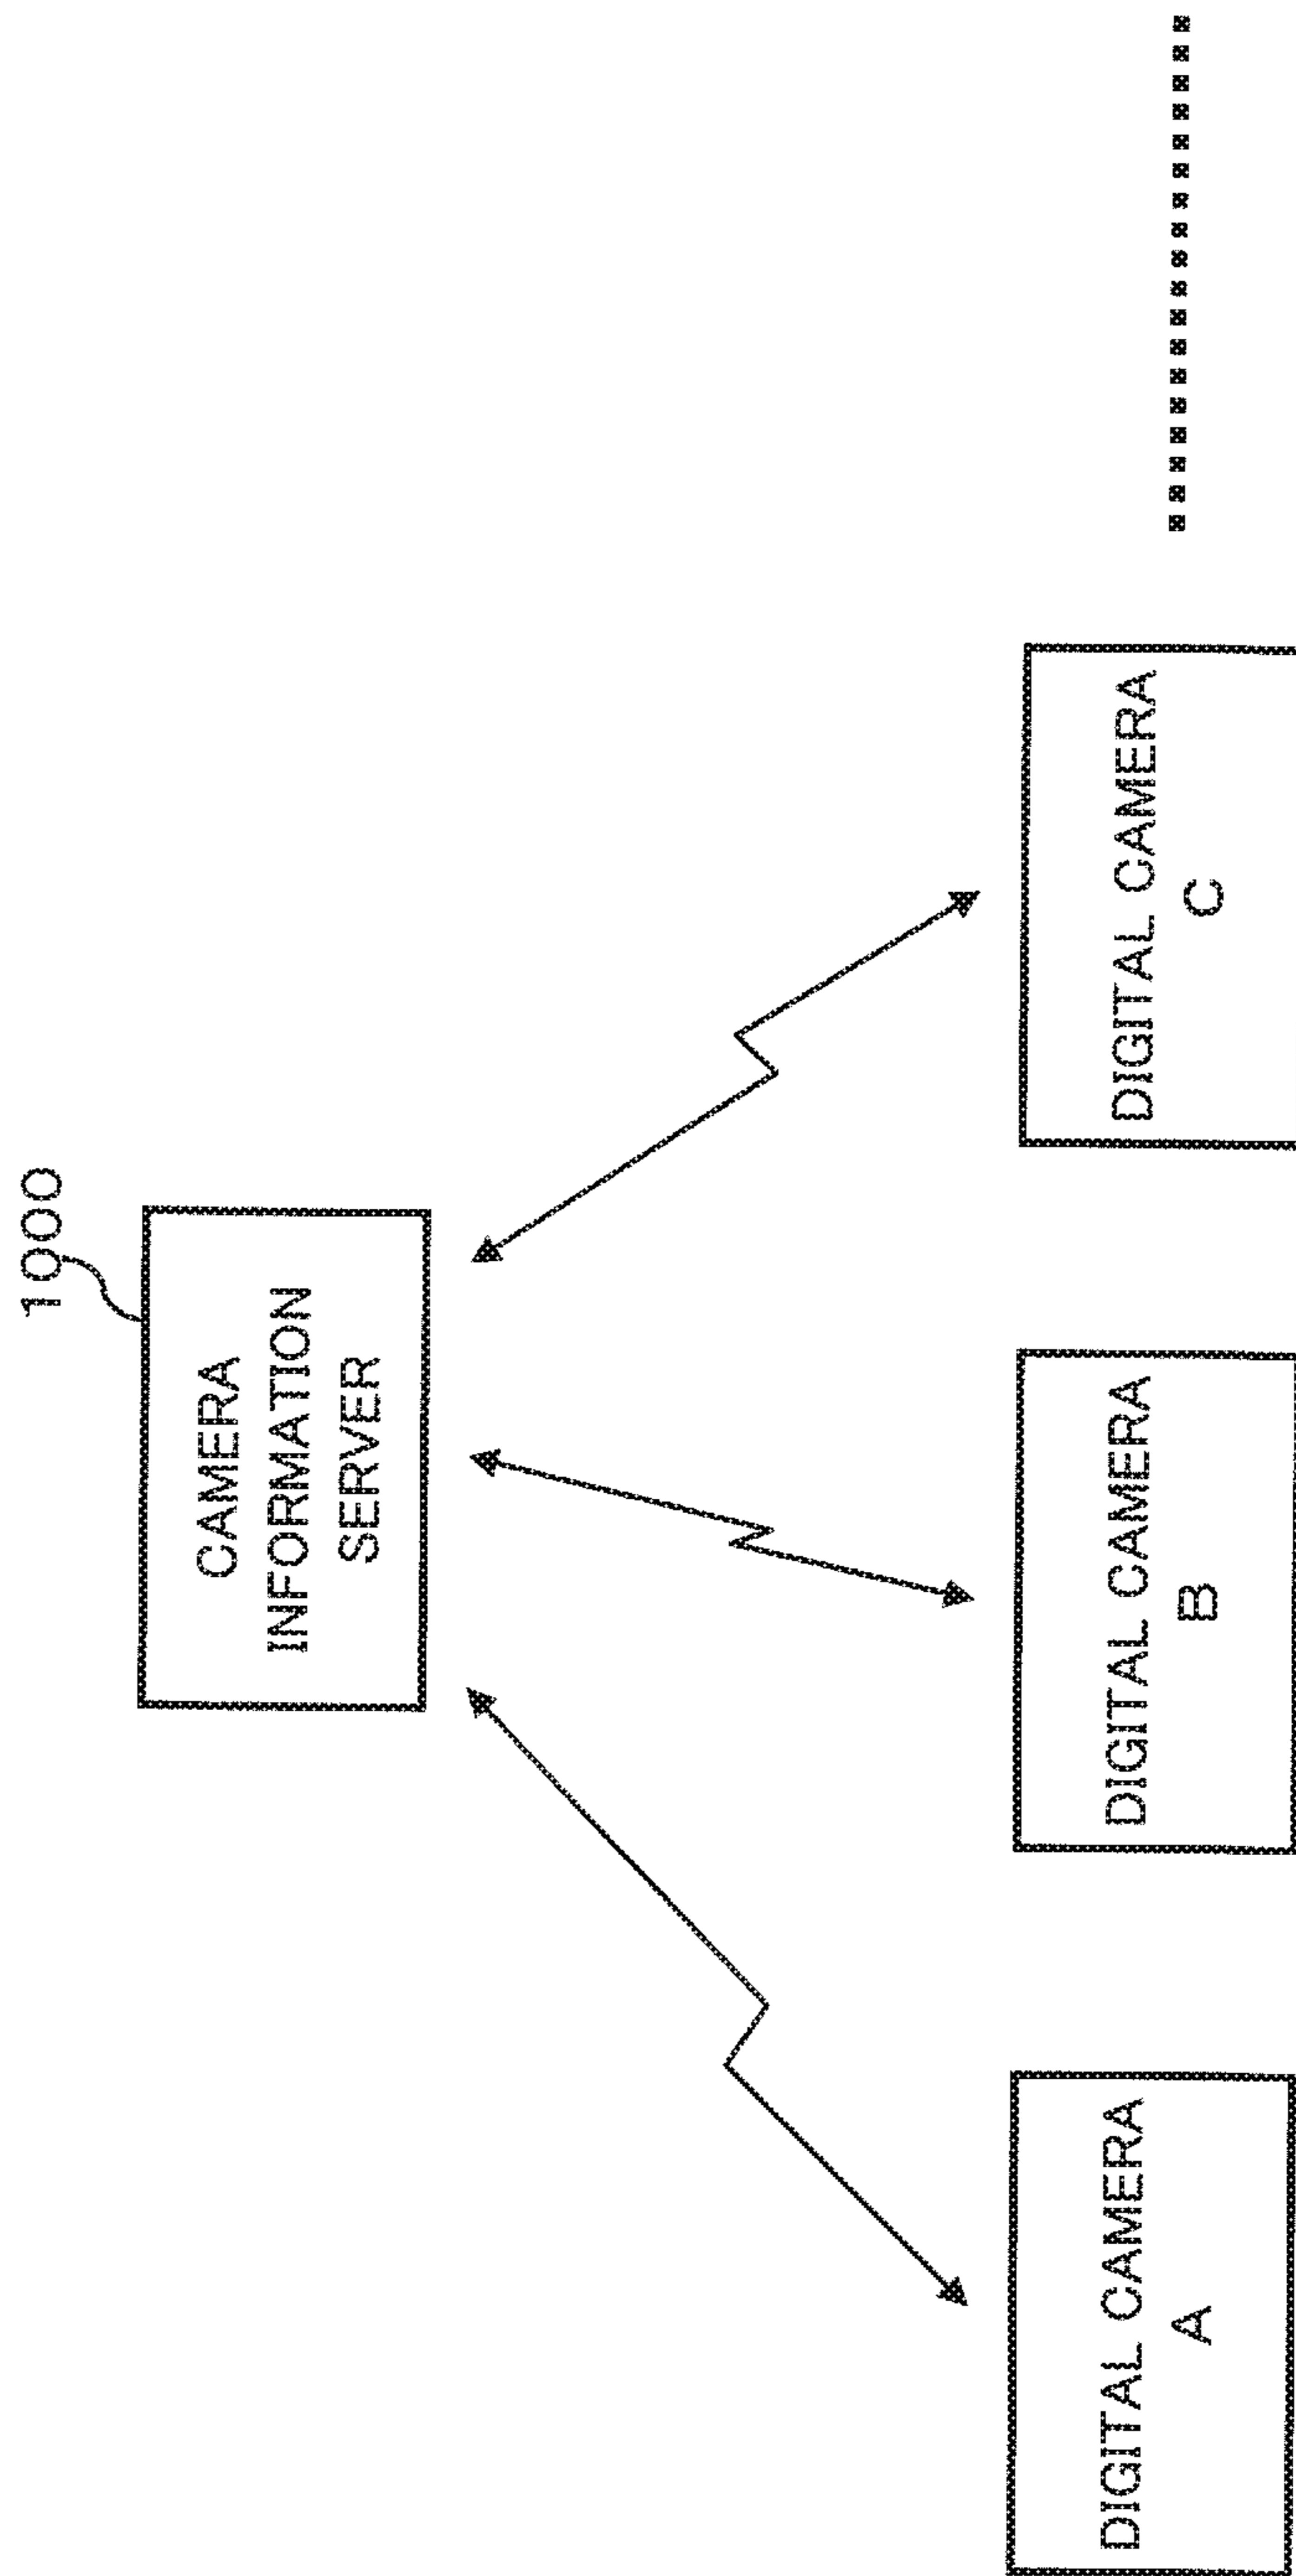 1000
CAMERA
INFORMATION
SERVER
DIGITAL CAMERA
A
DIGITAL CAMERA
B
DIGITAL CAMERA
C